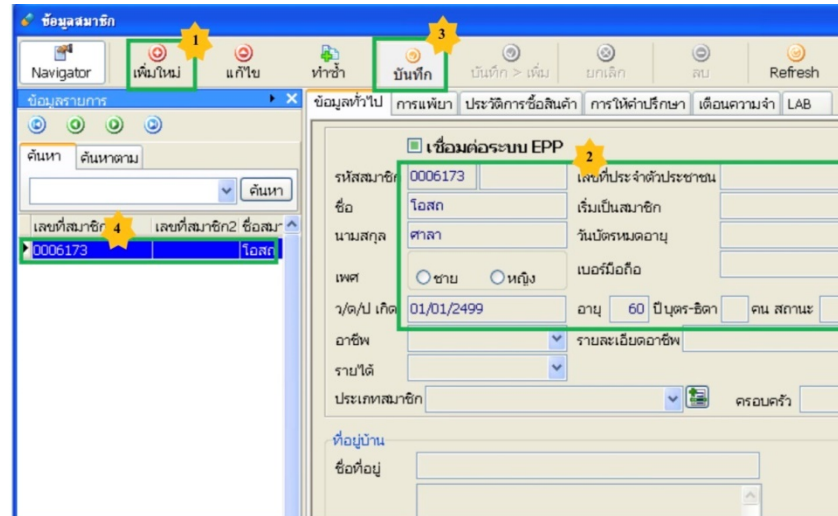 ข้อมูลสมาชิก
1
3
Navigator เพิ่มใหม่ แก้ไข ทำซ้ำ บันทึก บันทึก > เพิ่ม ยกเลิก ลบ Refresh
ข้อมูลรายการ
ข้อมูลทั่วไป การแพ้ยา ประวัติการซื้อสินค้า การให้คำปรึกษา เตือนความจำ LAB
ค้นหา ค้นหาตาม
เชื่อมต่อระบบ EPP
2
ค้นหา
รหัสสมาชิก 0006173 เลขที่ประจำตัวประชาชน
ชื่อ โอสถ เริ่มเป็นสมาชิก
เลขที่สมาชิก 4 เลขที่สมาชิก2 ชื่อสมา
นามสกุล ศาลา วันบัตรหมดอายุ
0006173 โอสถ
เพศ ชาย หญิง เบอร์มือถือ
ว/ด/ป เกิด 01/01/2499 อายุ 60 ปี บุตร-ธิดา คน สถานะ
อาชีพ รายละเอียดอาชีพ
รายได้
ประเภทสมาชิก ครอบครัว
ที่อยู่บ้าน
ชื่อที่อยู่